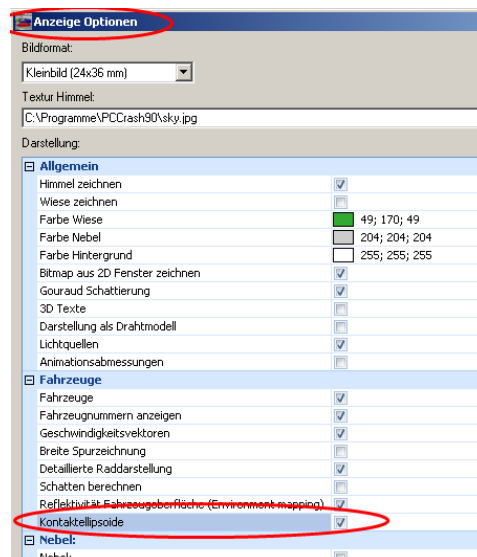 Anzeige Optionen
Bildformat:
Kleinbild (24x36 mm)
Textur Himmel:
C:\Programme\PCCrash90\sky.jpg
Darstellung:
Allgemein
Himmel zeichnen
Wiese zeichnen
Farbe Wiese 49; 170; 49
Farbe Nebel 204; 204; 204
Farbe Hintergrund 255; 255; 255
Bitmap aus 2D Fenster zeichnen
Gouraud Schattierung
3D Texte
Darstellung als Drahtmodell
Lichtquellen
Animationsabmessungen
Fahrzeuge
Fahrzeuge
Fahrzeugnummern anzeigen
Geschwindigkeitsvektoren
Breite Spurzeichnung
Detaillierte Raddarstellung
Schatten berechnen
Reflektivität Fahrzeugoberfläche (Environment mapping)
Kontaktellipsoide
Nebel:
Nebel: